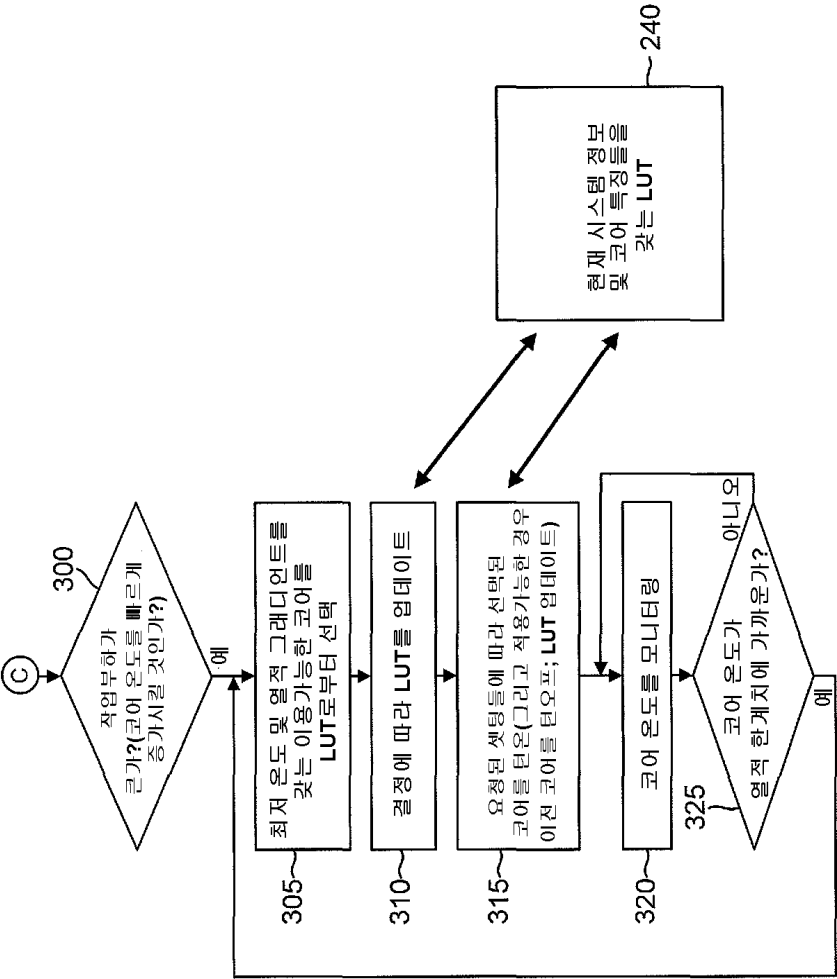 C
300
작업부하가
큰가?(코어 온도를 빠르게
증가시킬 것인가?)
예
305
최저 온도 및 열적 그래디언트를
갖는 이용가능한 코어를
LUT로부터 선택
310
결정에 따라 LUT를 업데이트
315
요청된 셋팅들에 따라 선택된
코어를 턴온(그리고 적용가능한 경우
이전 코어를 턴오프; LUT 업데이트)
320
코어 온도를 모니터링
325
코어 온도가
열적 한계치에 가까운가?
아니오
예
240
현재 시스템 정보
및 코어 특징들을
갖는 LUT